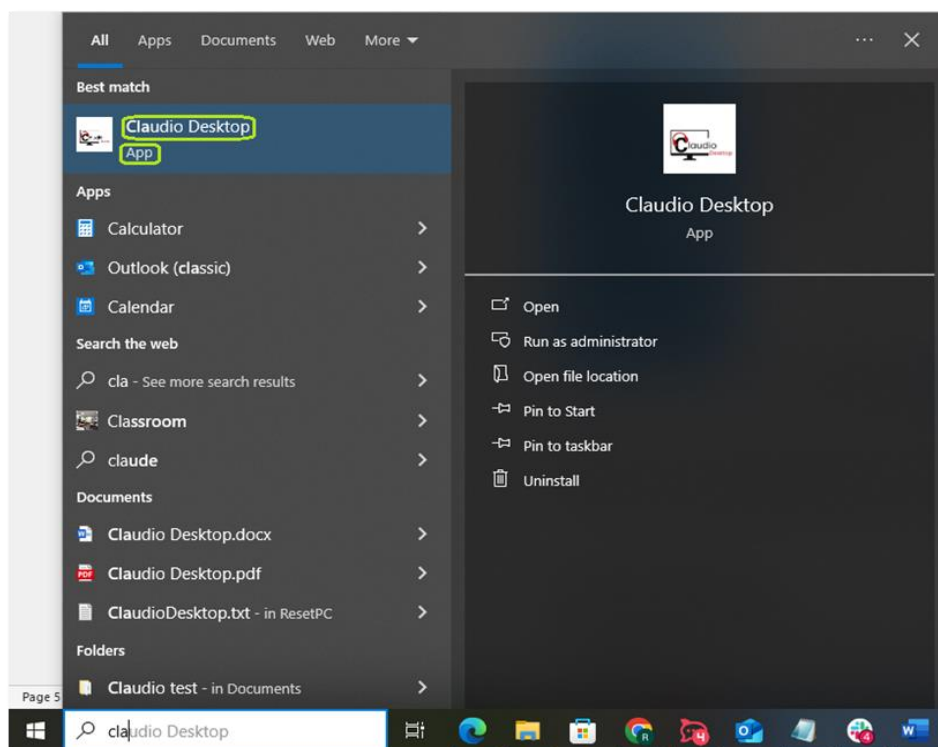 All Apps Documents Web More
Best match
Claudio Desktop
App
Apps
Calculator
Outlook (classic)
Calendar
Search the web
cla - See more search results
Classroom
claude
Documents
Claudio Desktop.docx
Claudio Desktop.pdf
ClaudioDesktop.txt - in ResetPC
Folders
Claudio test - in Documents
Claudio
Desktop
Claudio Desktop
App
Open
Run as administrator
Open file location
Pin to Start
Pin to taskbar
Uninstall
Page 5
claudio Desktop